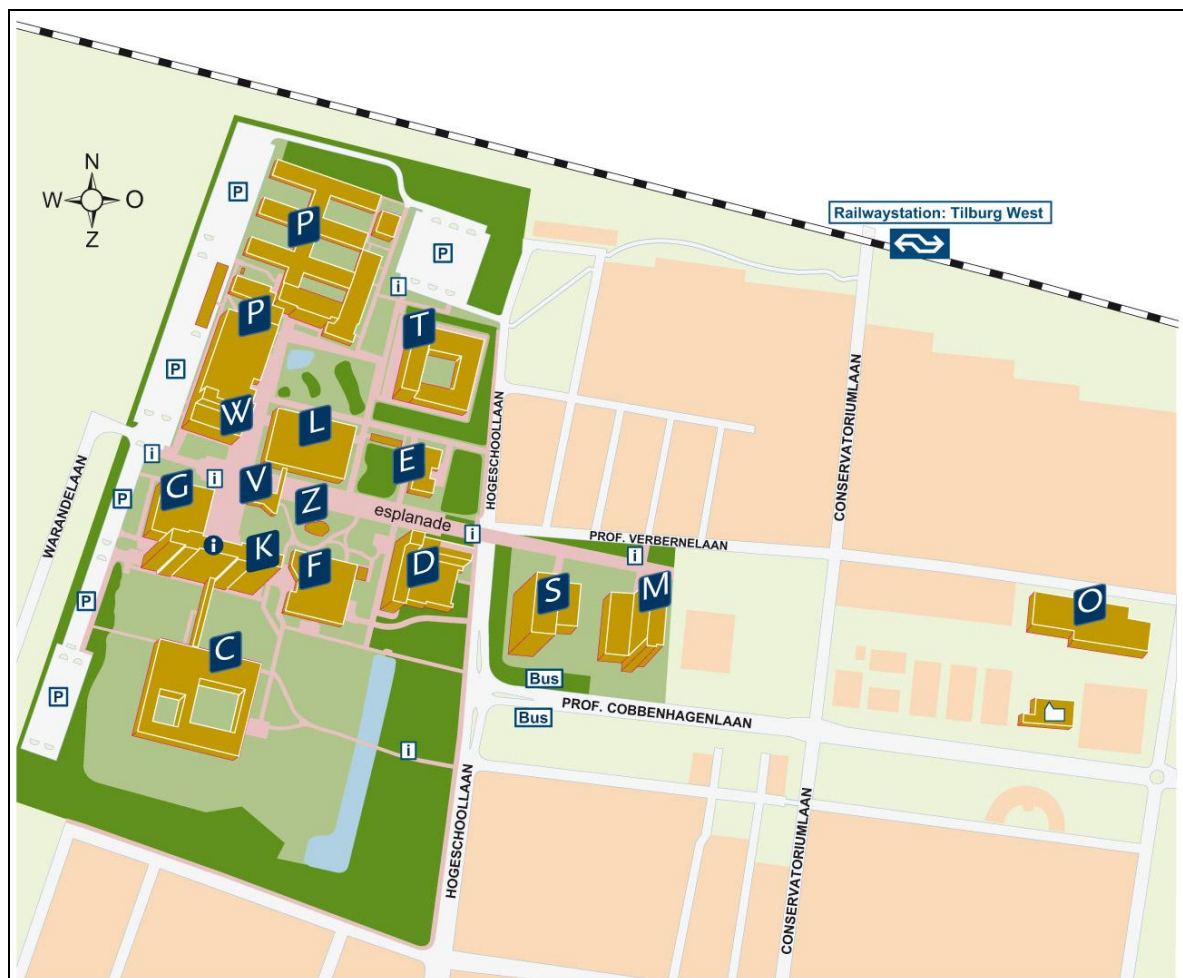 N
W O
Z
Railwaystation: Tilburg West
P
P
P
i
T
P
P
W
L
E
i
G
i
V
Z
esplanade
i
P
WARANDELAAN
HOGESCHOOLLAAN
CONSERVATORIUMLAAN
PROF. VERBERNELAAN
i
i
K
F
D
S
M
O
P
C
Bus
Bus
PROF. COBBENHAGENLAAN
P
i
HOGESCHOOLLAAN
CONSERVATORIUMLAAN